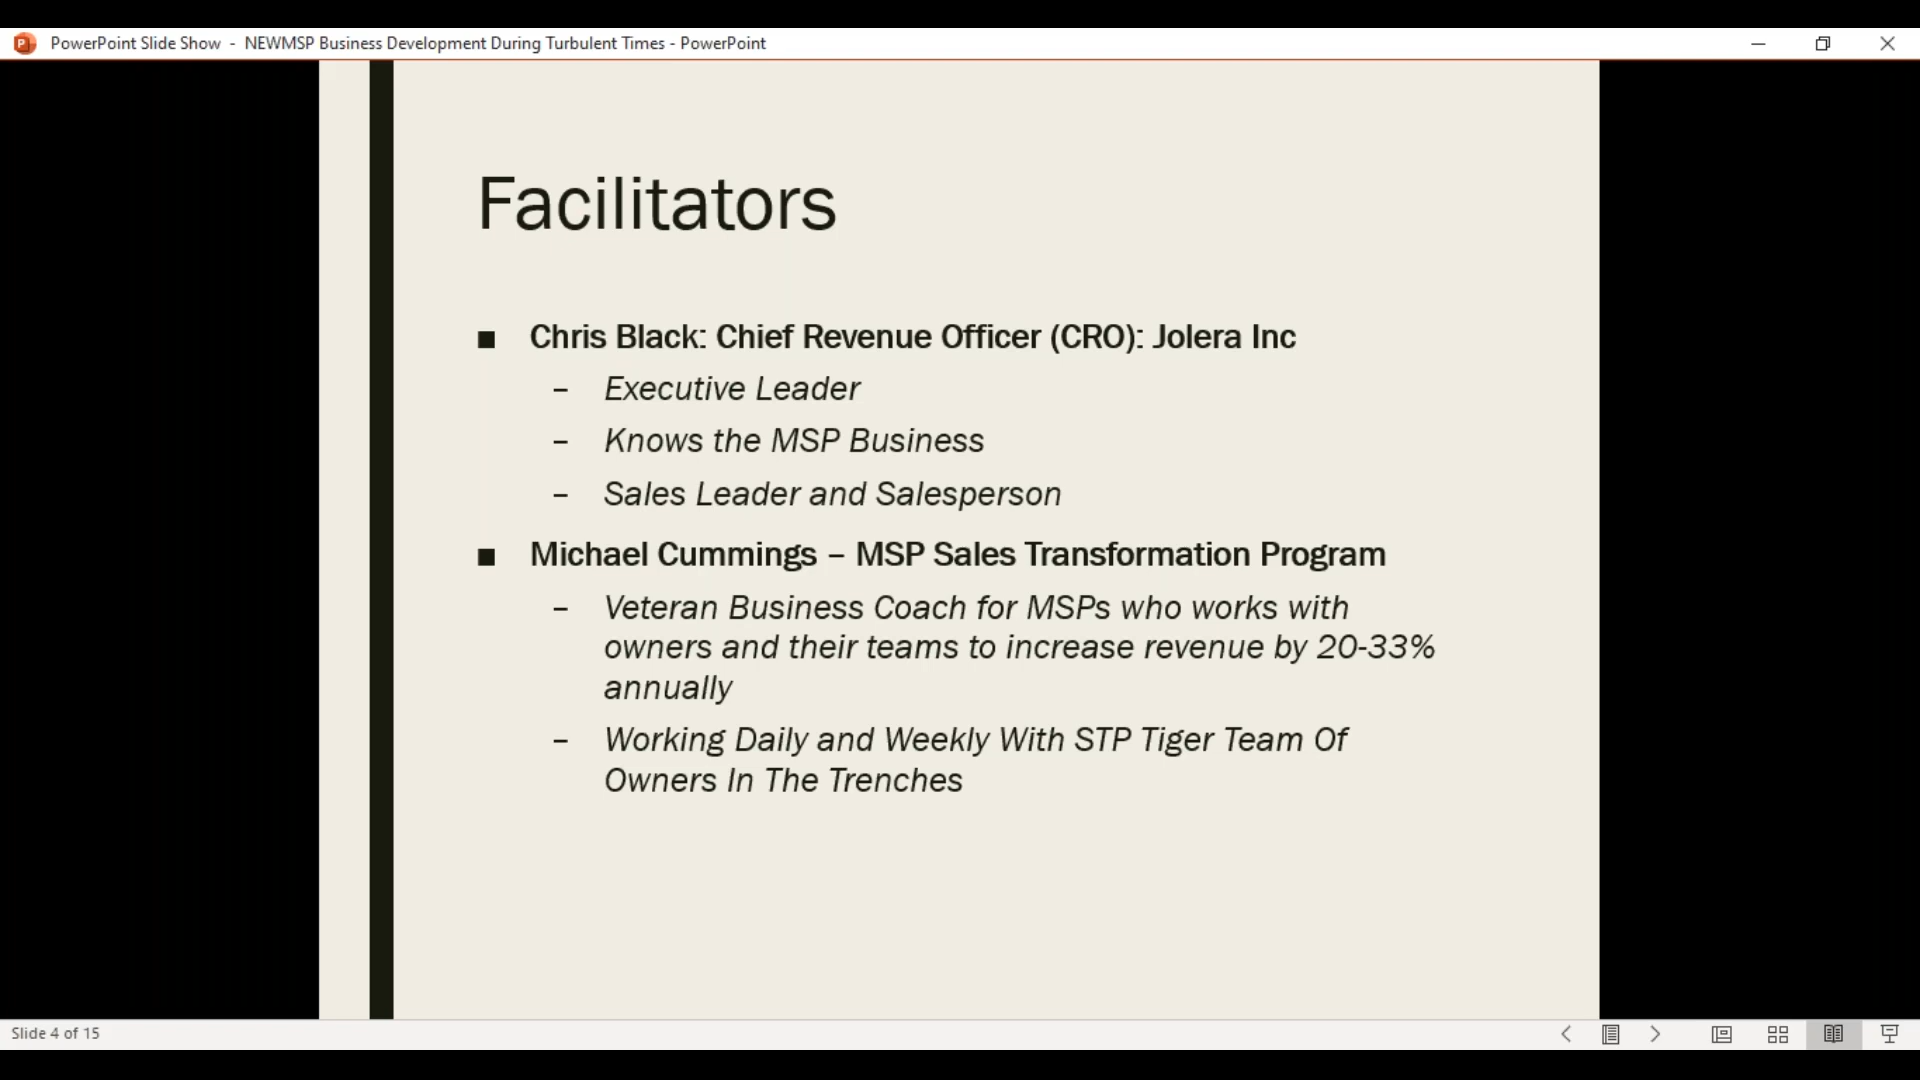 PowerPoint Slide Show - NEWMSP Business Development During Turbulent Times - PowerPoint
Facilitators
■ Chris Black: Chief Revenue Officer (CRO): Jolera Inc
– Executive Leader
– Knows the MSP Business
– Sales Leader and Salesperson
■ Michael Cummings – MSP Sales Transformation Program
– Veteran Business Coach for MSPs who works with
owners and their teams to increase revenue by 20-33%
annually
– Working Daily and Weekly With STP Tiger Team Of
Owners In The Trenches
Slide 4 of 15